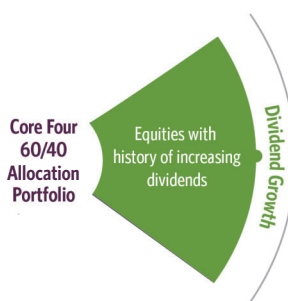 Core Four
60/40
Allocation
Portfolio
Equities with
history of increasing
dividends
Dividend Growth